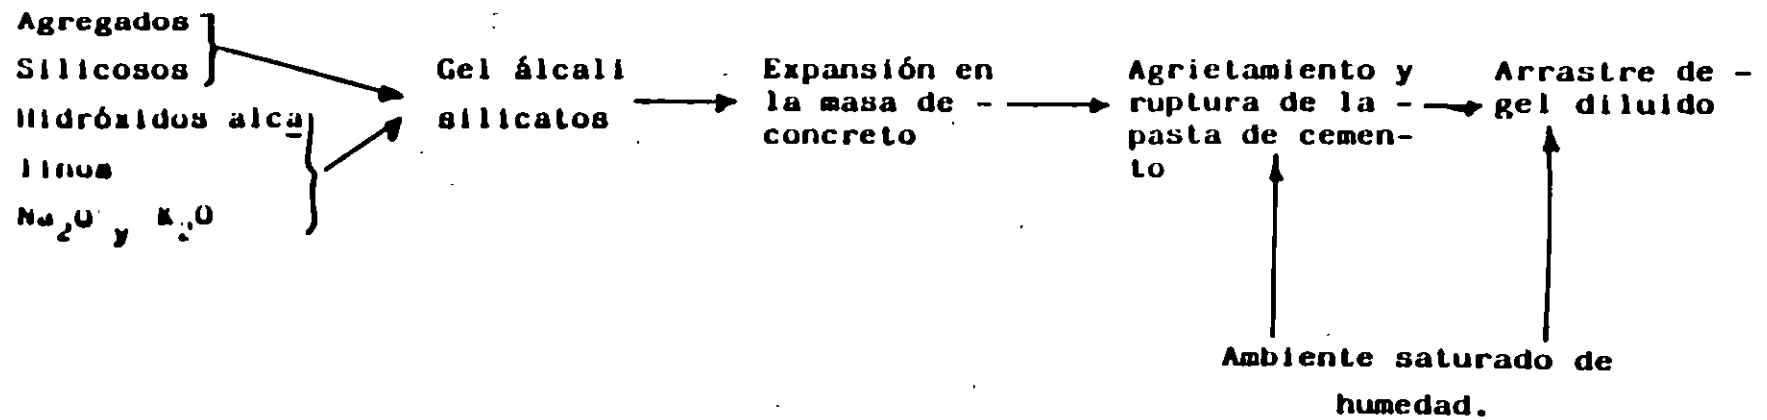 Agregados
Silicosos
Hidróxidos alca
linos
Na2O y K2O
Gel álcali
silicatos
Expansión en
la masa de -
concreto
Agrietamiento y
ruptura de la -
pasta de cemen-
to
Arrastre de -
gel diluido
Ambiente saturado de
humedad.